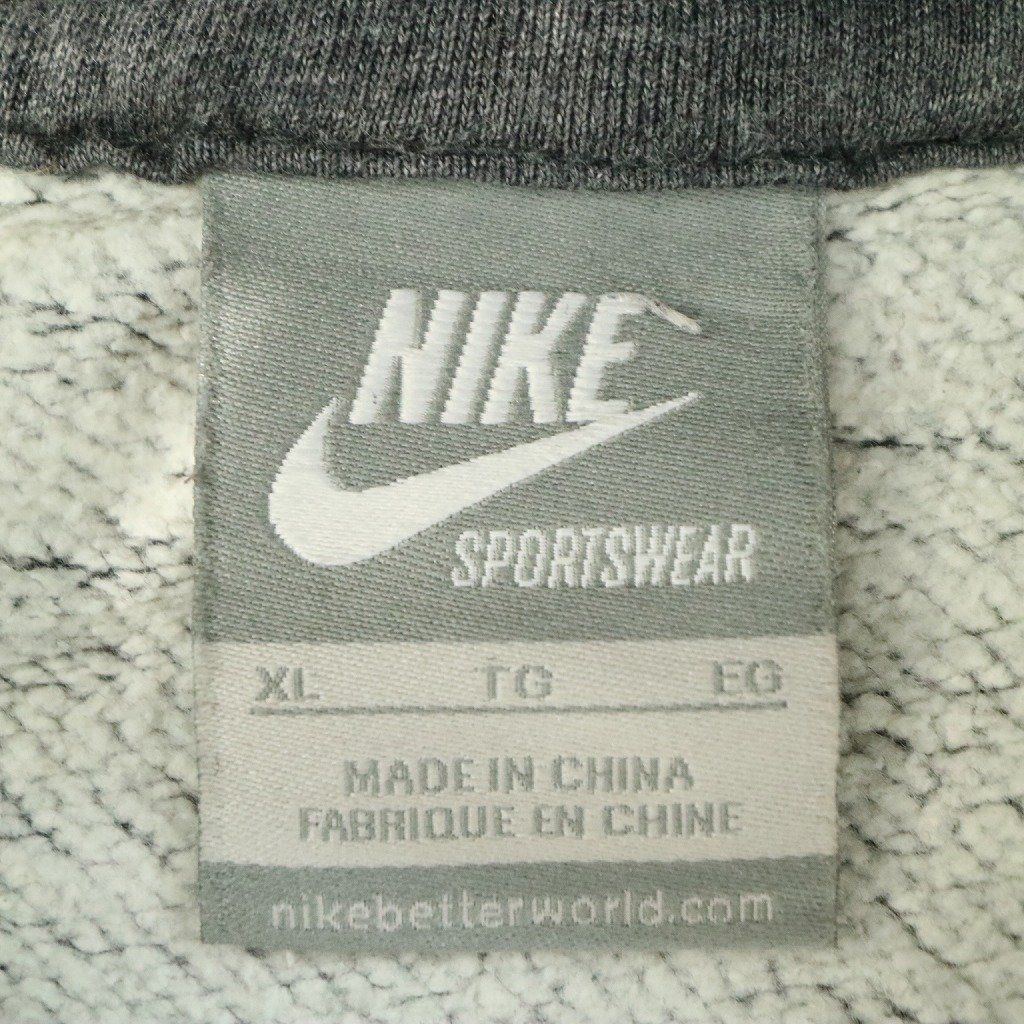 NIKE
SPORTSWEAR
XL TG EG
MADE IN CHINA
FABRIQUE EN CHINE
nikebetterworld.com